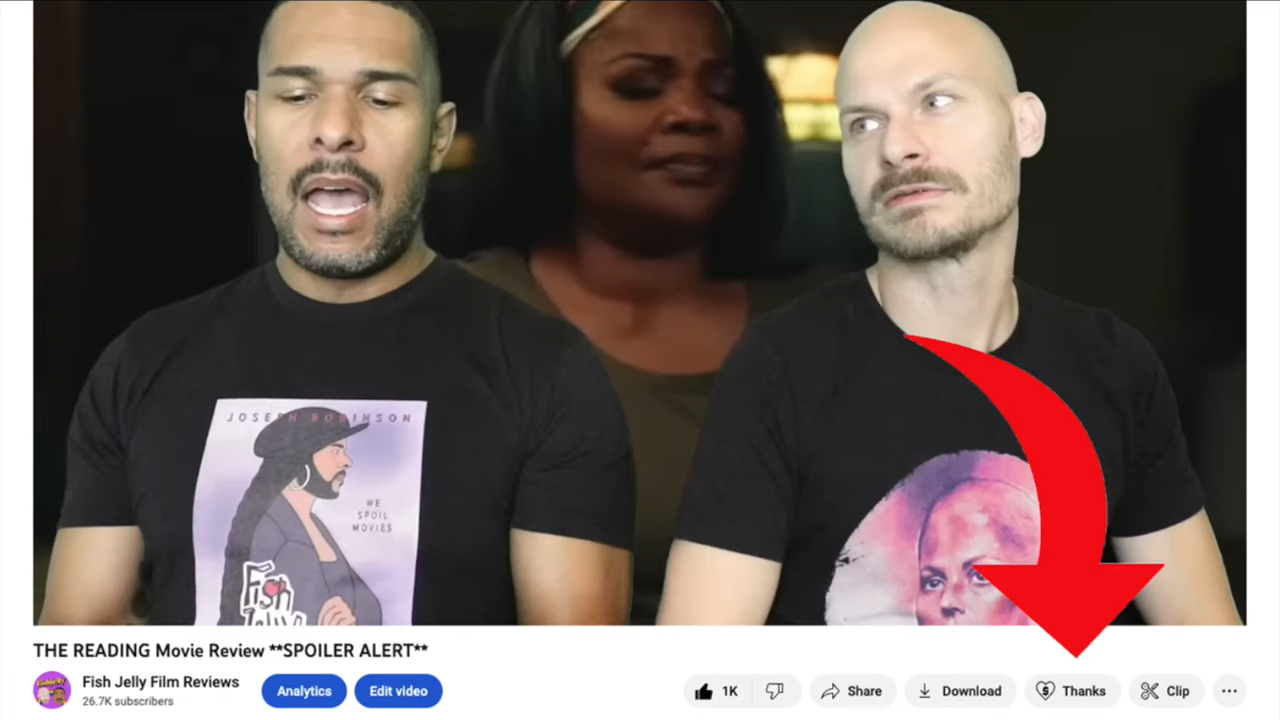 JOSEPH ROBINSON
WE
SPOIL
MOVIES
Fish
Jelly
THE READING Movie Review **SPOILER ALERT**
Fish Jelly Film Reviews
26.7K subscribers
Analytics
Edit video
1K
Share
Download
Thanks
Clip